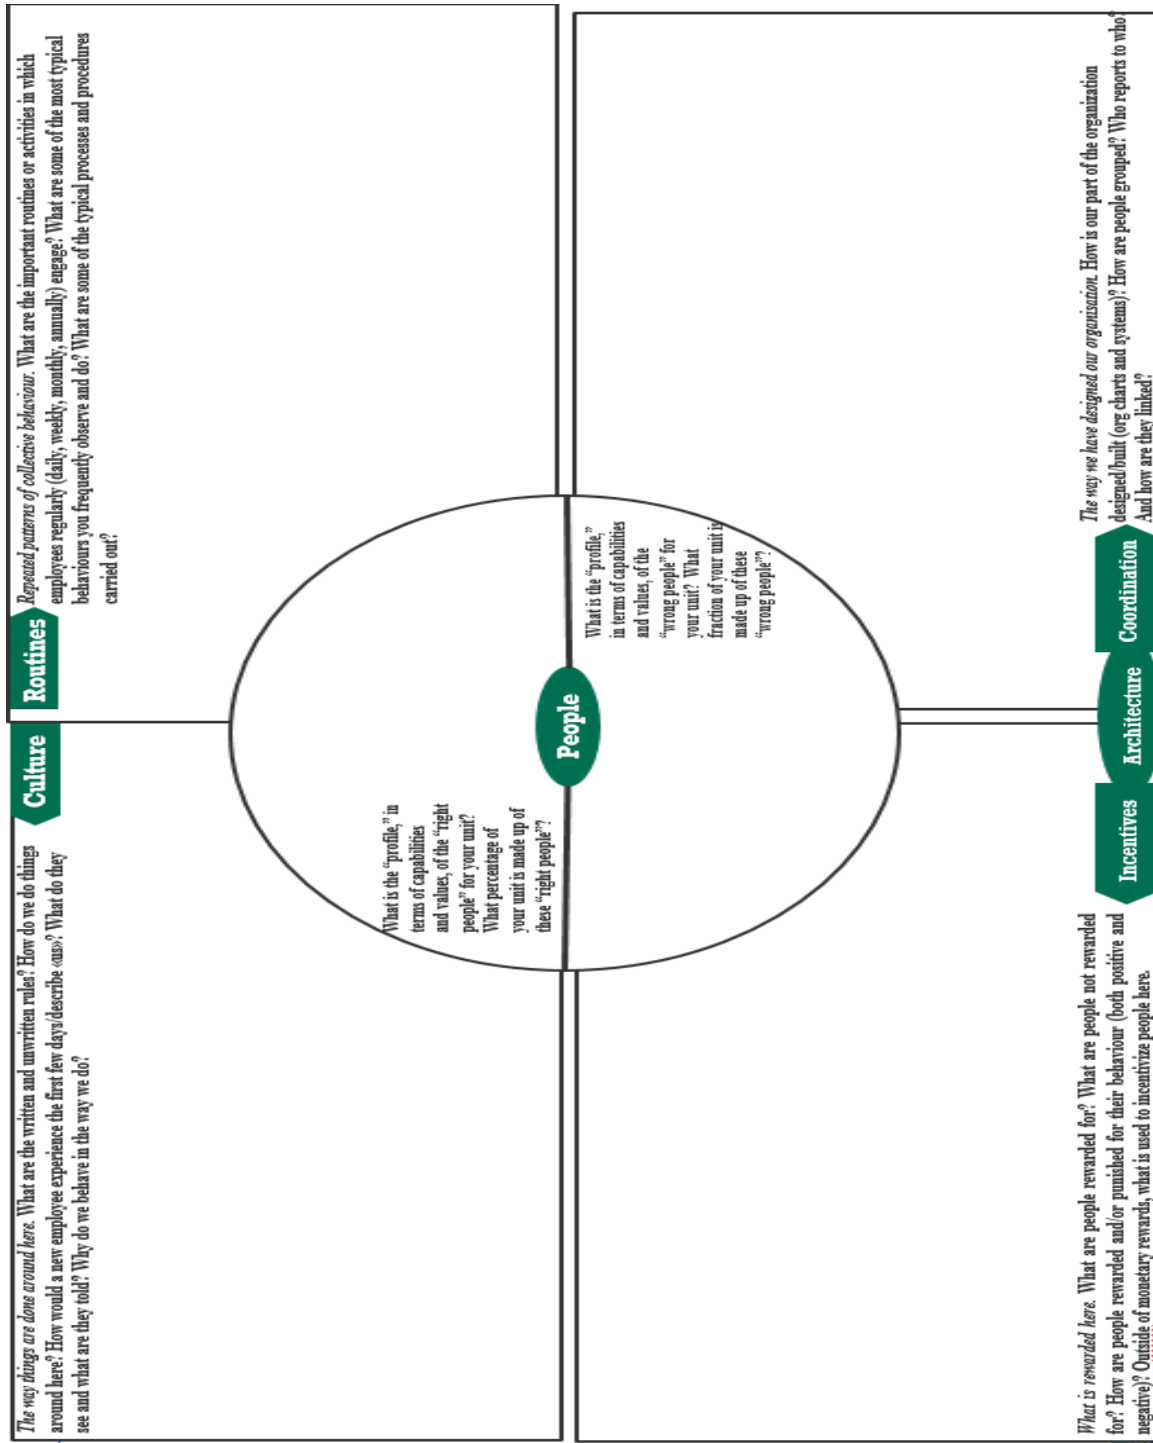 Culture
The way things are done around here. What are the written and unwritten rules? How do we do things
around here? How would a new employee experience the first few days/describe «us»? What do they
see and what are they told? Why do we behave in the way we do?
Routines
Repeated patterns of collective behaviour. What are the important routines or activities in which
employees regularly (daily, weekly, monthly, annually) engage? What are some of the most typical
behaviours you frequently observe and do? What are some of the typical processes and procedures
carried out?
What is the “profile,” in
terms of capabilities
and values, of the “right
people” for your unit?
What percentage of
your unit is made up of
these “right people”?
People
What is the “profile,”
in terms of capabilities
and values, of the
“wrong people” for
your unit? What
fraction of your unit is
made up of these
“wrong people”?
What is rewarded here. What are people rewarded for? What are people not rewarded
for? How are people rewarded and/or punished for their behaviour (both positive and
negative)? Outside of monetary rewards, what is used to incentivize people here.
Incentives
Architecture
Coordination
The way we have designed our organisation. How is our part of the organization
designed/built (org charts and systems)? How are people grouped? Who reports to who?
And how are they linked?